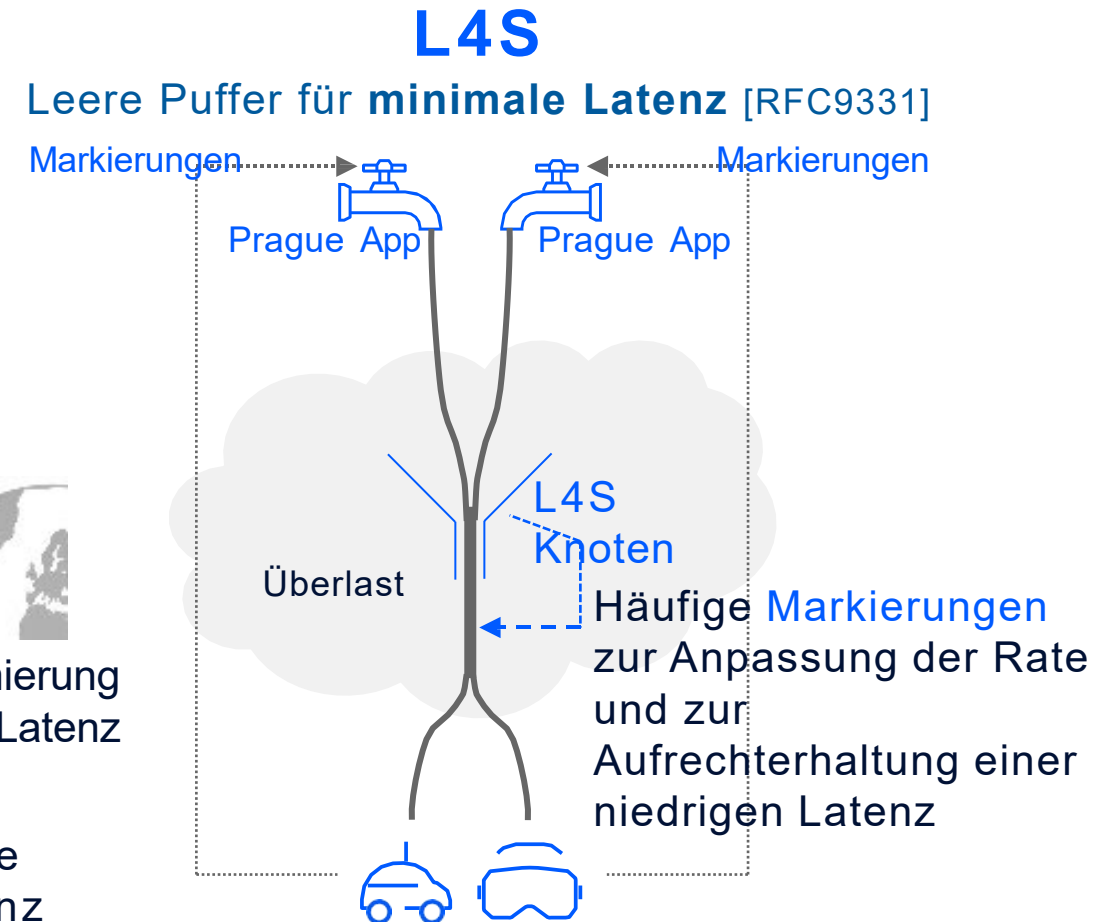 L4S
Leere Puffer für minimale Latenz [RFC9331]
Markierungen
Markierungen
Prague App
Prague App
L4S
Knoten
Überlast
Häufige Markierungen
zur Anpassung der Rate
und zur
Aufrechterhaltung einer
niedrigen Latenz
Latenz